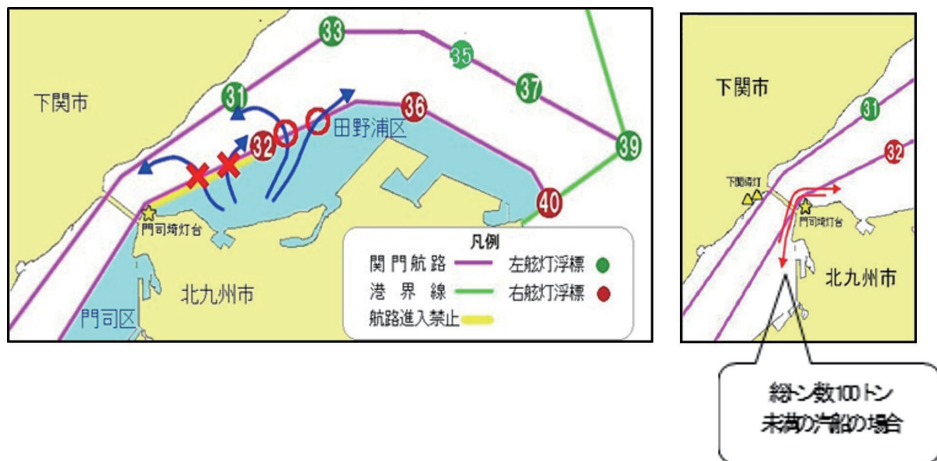 下関市
33
35
31
37
36
32
田野浦区
39
40
門司埼灯台
北九州市
門司区
凡例
関門航路
左舷灯浮標
港界線
右舷灯浮標
航路進入禁止
下関市
31
32
下関導灯
門司埼灯台
北九州市
総トン数100トン
未満の汽船の場合